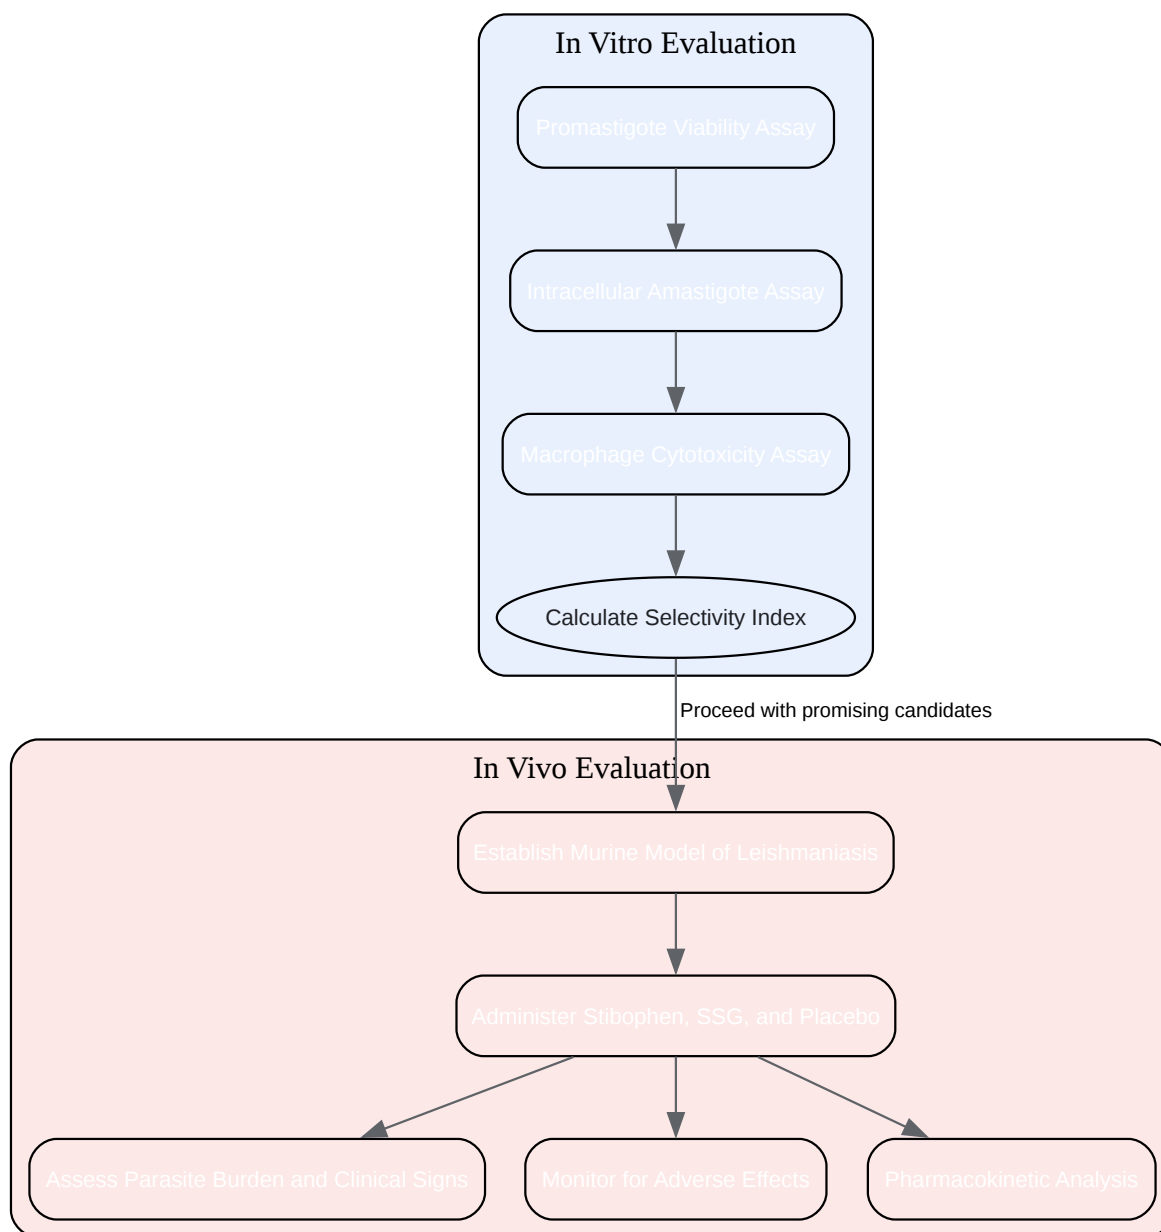 In Vitro Evaluation
Promastigote Viability Assay
Intracellular Amastigote Assay
Macrophage Cytotoxicity Assay
Calculate Selectivity Index
Proceed with promising candidates
In Vivo Evaluation
Establish Murine Model of Leishmaniasis
Administer Stibophen, SSG, and Placebo
Assess Parasite Burden and Clinical Signs
Monitor for Adverse Effects
Pharmacokinetic Analysis